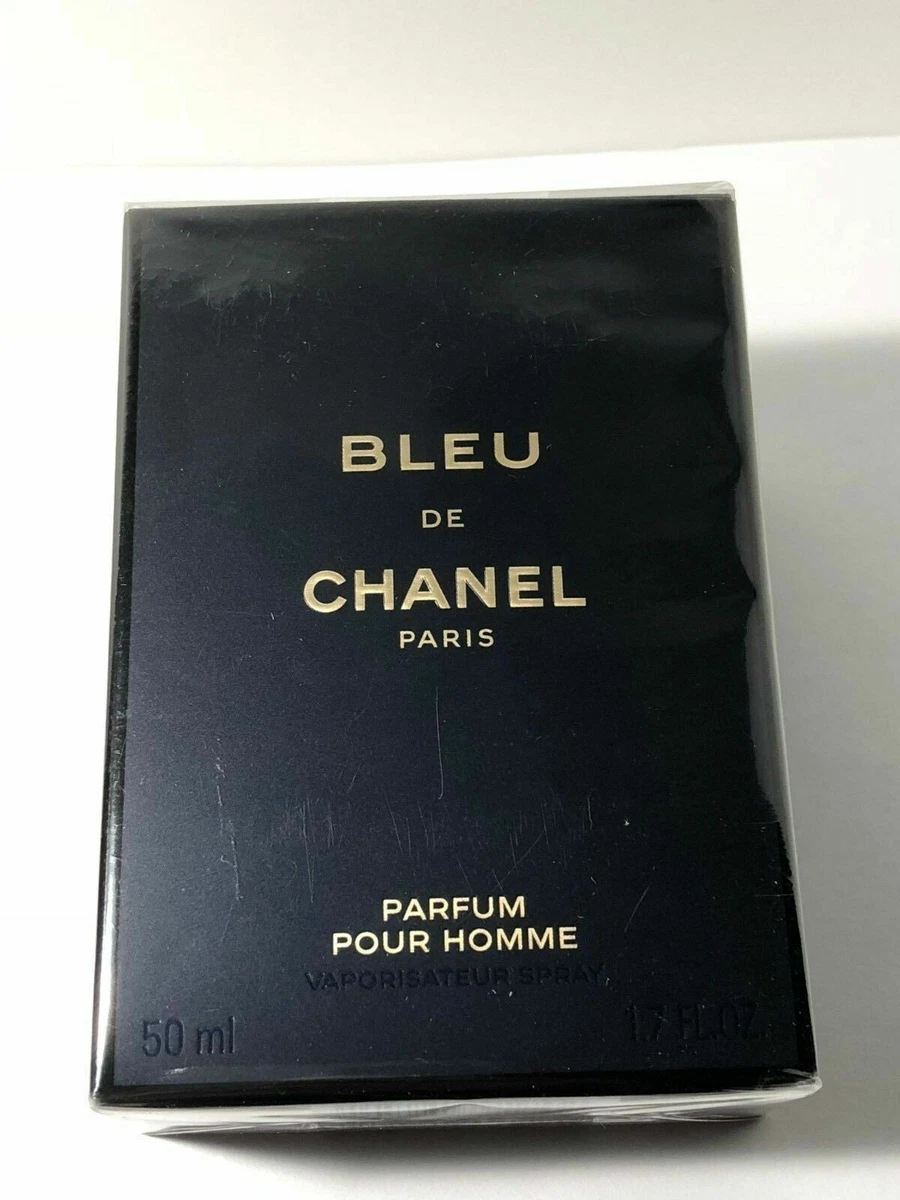 BLEU
DE
CHANEL
PARIS
PARFUM
POUR HOMME
VAPORISATEUR SPRAY
50 ml 1.7 FL.OZ.